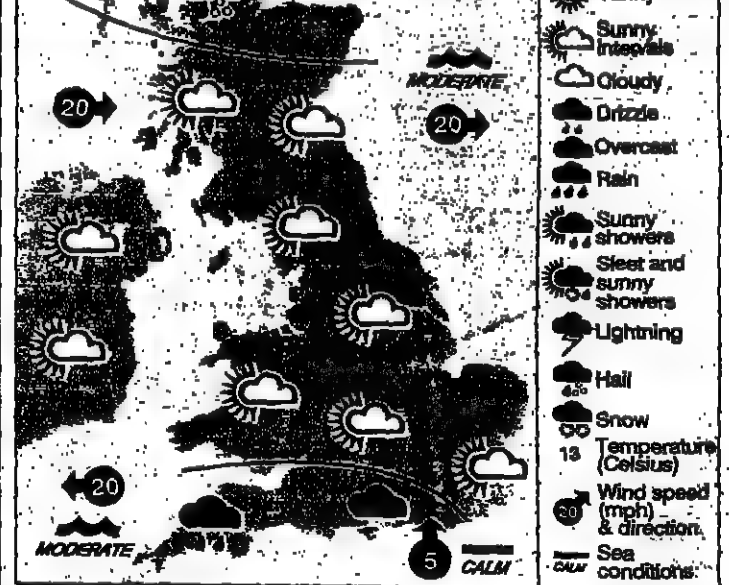 MODERATE
20
20
20
MODERATE
5
CALM
Sunny
intervals
Cloudy
Drizzle
Overcast
Rain
Sunny
showers
Sleet and
sunny
showers
Lightning
Hail
Snow
13
Temperature
(Celsius)
20
Wind speed
(mph)
& direction
CALM
Sea
conditions